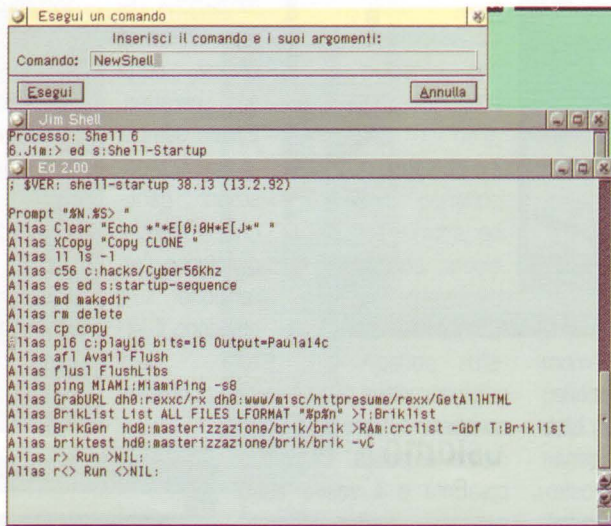 Esegui un comando
Inserisci il comando e i suoi argomenti:
Comando: NewShell
Esegui Annulla
Jim Shell
Processo: Shell 6
6.Jim:> ed s:Shell-Startup
Ed 2.00
; $VER: shell-startup 38.13 (13.2.92)
Prompt "%N.%S> "
Alias Clear "Echo *"*E[0;0H*E[J*" "
Alias XCopy "Copy CLONE "
Alias ll ls -l
Alias c56 c:hacks/Cyber56Khz
Alias es ed s:startup-sequence
Alias md makedir
Alias rm delete
Alias cp copy
Alias p16 c:play16 bits=16 Output=Paula14c
Alias afl Avail Flush
Alias flusl FlushLibs
Alias ping MIAMI:MiamiPing -s8
Alias GrabURL dh0:rexxc/rx dh0:www/misc/httpresume/rexx/GetAllHTML
Alias BrikList List ALL FILES LFORMAT "%p%n" >T:Briklist
Alias BrikGen hd0:masterizzazione/brik/brik >RAm:crclist -Gbf T:Briklist
Alias briktest hd0:masterizzazione/brik/brik -vC
Alias r> Run >NIL:
Alias r<> Run <>NIL: